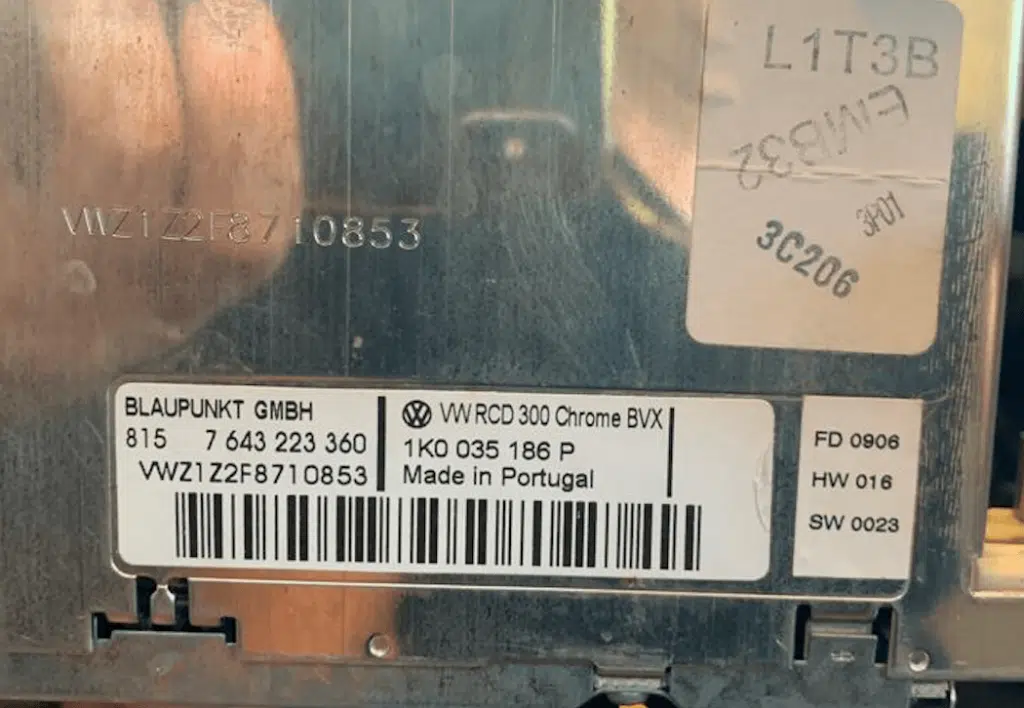 L1T3B
EMB32
3P01
3C206
VWZ1Z2F8710853
BLAUPUNKT GMBH
815 7 643 223 360
VWZ1Z2F8710853
VW RCD 300 Chrome BVX
1K0 035 186 P
Made in Portugal
FD 0906
HW 016
SW 0023